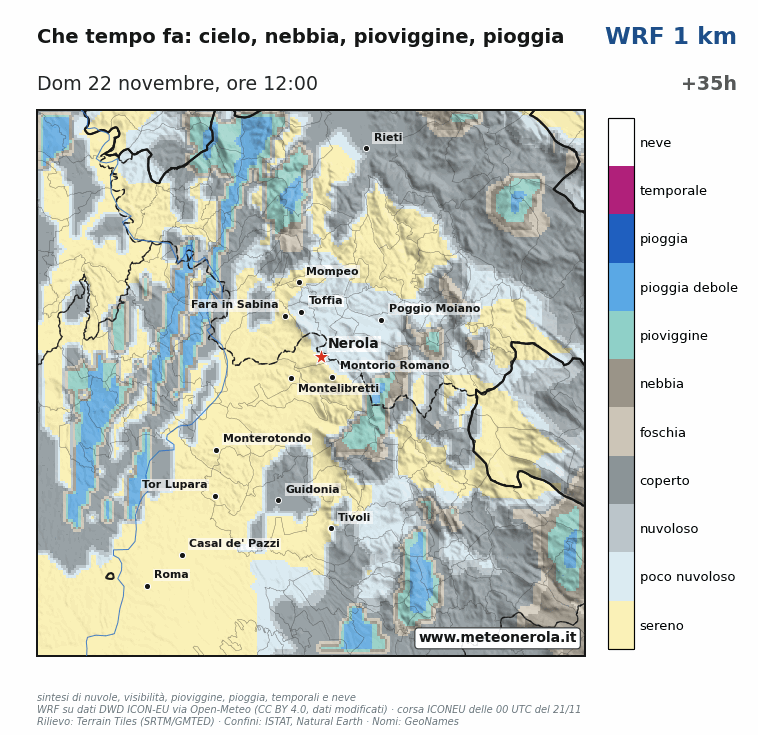 Che tempo fa: cielo, nebbia, pioviggine, pioggia
WRF 1 km
Dom 22 novembre, ore 12:00
+35h
Rieti
Mompeo
Fara in Sabina
Toffia
Poggio Moiano
Nerola
Montorio Romano
Montelibretti
Monterotondo
Tor Lupara
Guidonia
Tivoli
Casal de' Pazzi
Roma
www.meteonerola.it
neve
temporale
pioggia
pioggia debole
pioviggine
nebbia
foschia
coperto
nuvoloso
poco nuvoloso
sereno
sintesi di nuvole, visibilità, pioviggine, pioggia, temporali e neve
WRF su dati DWD ICON-EU via Open-Meteo (CC BY 4.0, dati modificati) · corsa ICONEU delle 00 UTC del 21/11
Rilievo: Terrain Tiles (SRTM/GMTED) · Confini: ISTAT, Natural Earth · Nomi: GeoNames